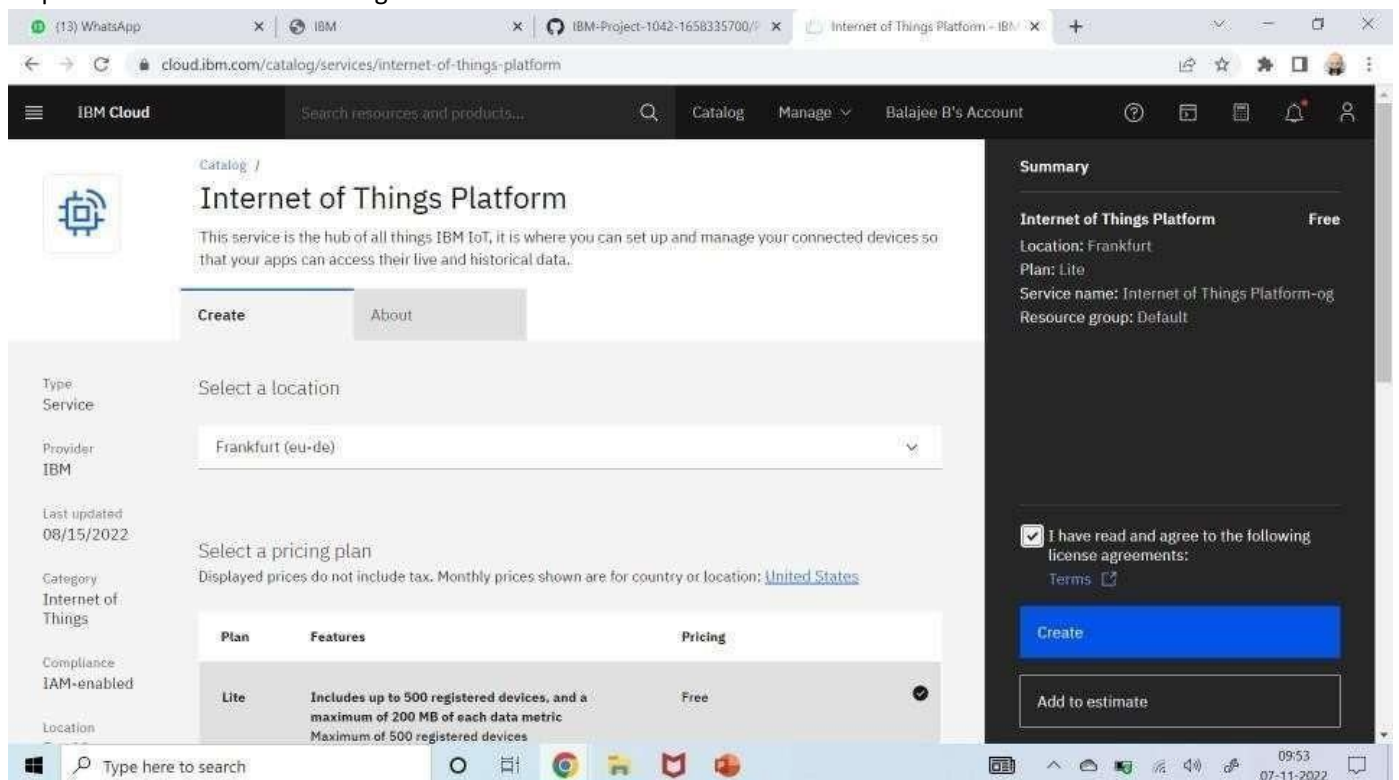 (13) WhatsApp
IBM
IBM-Project-1042-1658335700/
Internet of Things Platform - IBM
cloud.ibm.com/catalog/services/internet-of-things-platform
IBM Cloud
Search resources and products...
Catalog
Manage
Balajee B's Account
Catalog /
Internet of Things Platform
This service is the hub of all things IBM IoT, it is where you can set up and manage your connected devices so
that your apps can access their live and historical data.
Create
About
Type
Service
Provider
IBM
Last updated
08/15/2022
Category
Internet of
Things
Compliance
IAM-enabled
Location
Select a location
Frankfurt (eu-de)
Select a pricing plan
Displayed prices do not include tax. Monthly prices shown are for country or location: United States
Plan Features Pricing
Lite Includes up to 500 registered devices, and a Free
maximum of 200 MB of each data metric
Maximum of 500 registered devices
Summary
Internet of Things Platform Free
Location: Frankfurt
Plan: Lite
Service name: Internet of Things Platform-og
Resource group: Default
I have read and agree to the following
license agreements:
Terms
Create
Add to estimate
Type here to search
09:53
07-11-2022